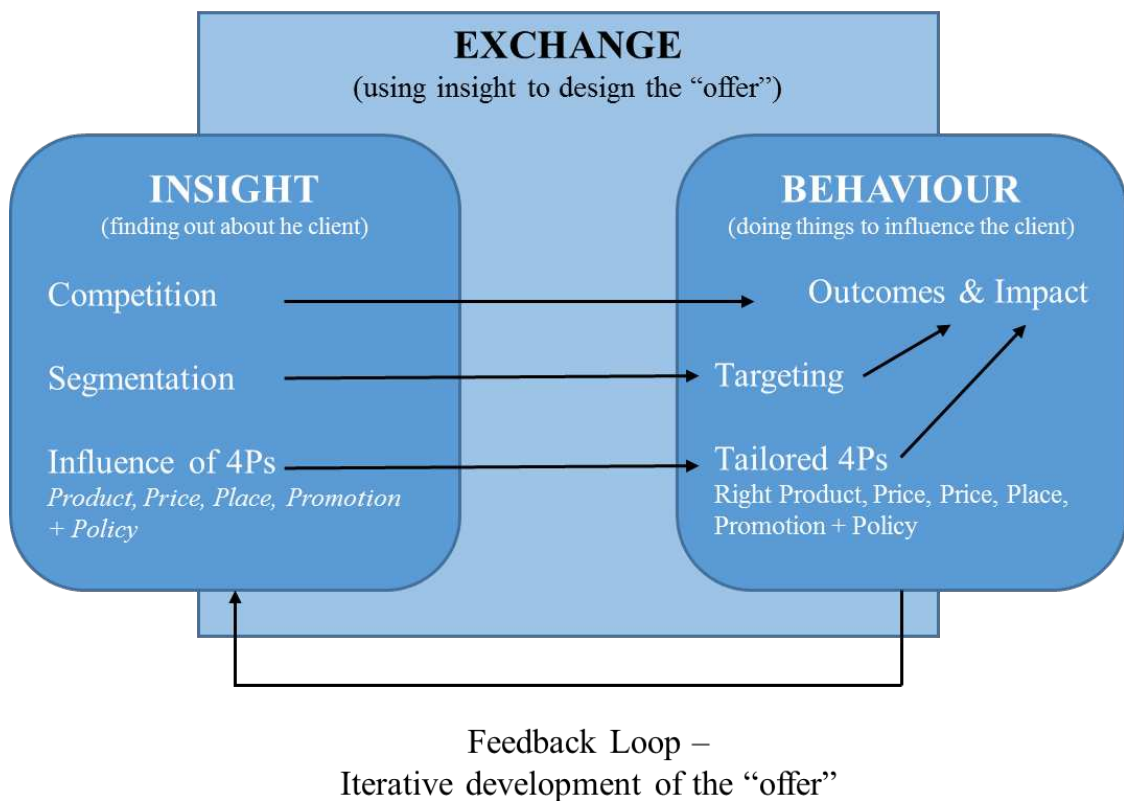 EXCHANGE
(using insight to design the “offer”)
INSIGHT
(finding out about he client)
Competition
Segmentation
Influence of 4Ps
Product, Price, Place, Promotion
+ Policy
BEHAVIOUR
(doing things to influence the client)
Outcomes & Impact
Targeting
Tailored 4Ps
Right Product, Price, Price, Place,
Promotion + Policy
Feedback Loop –
Iterative development of the “offer”